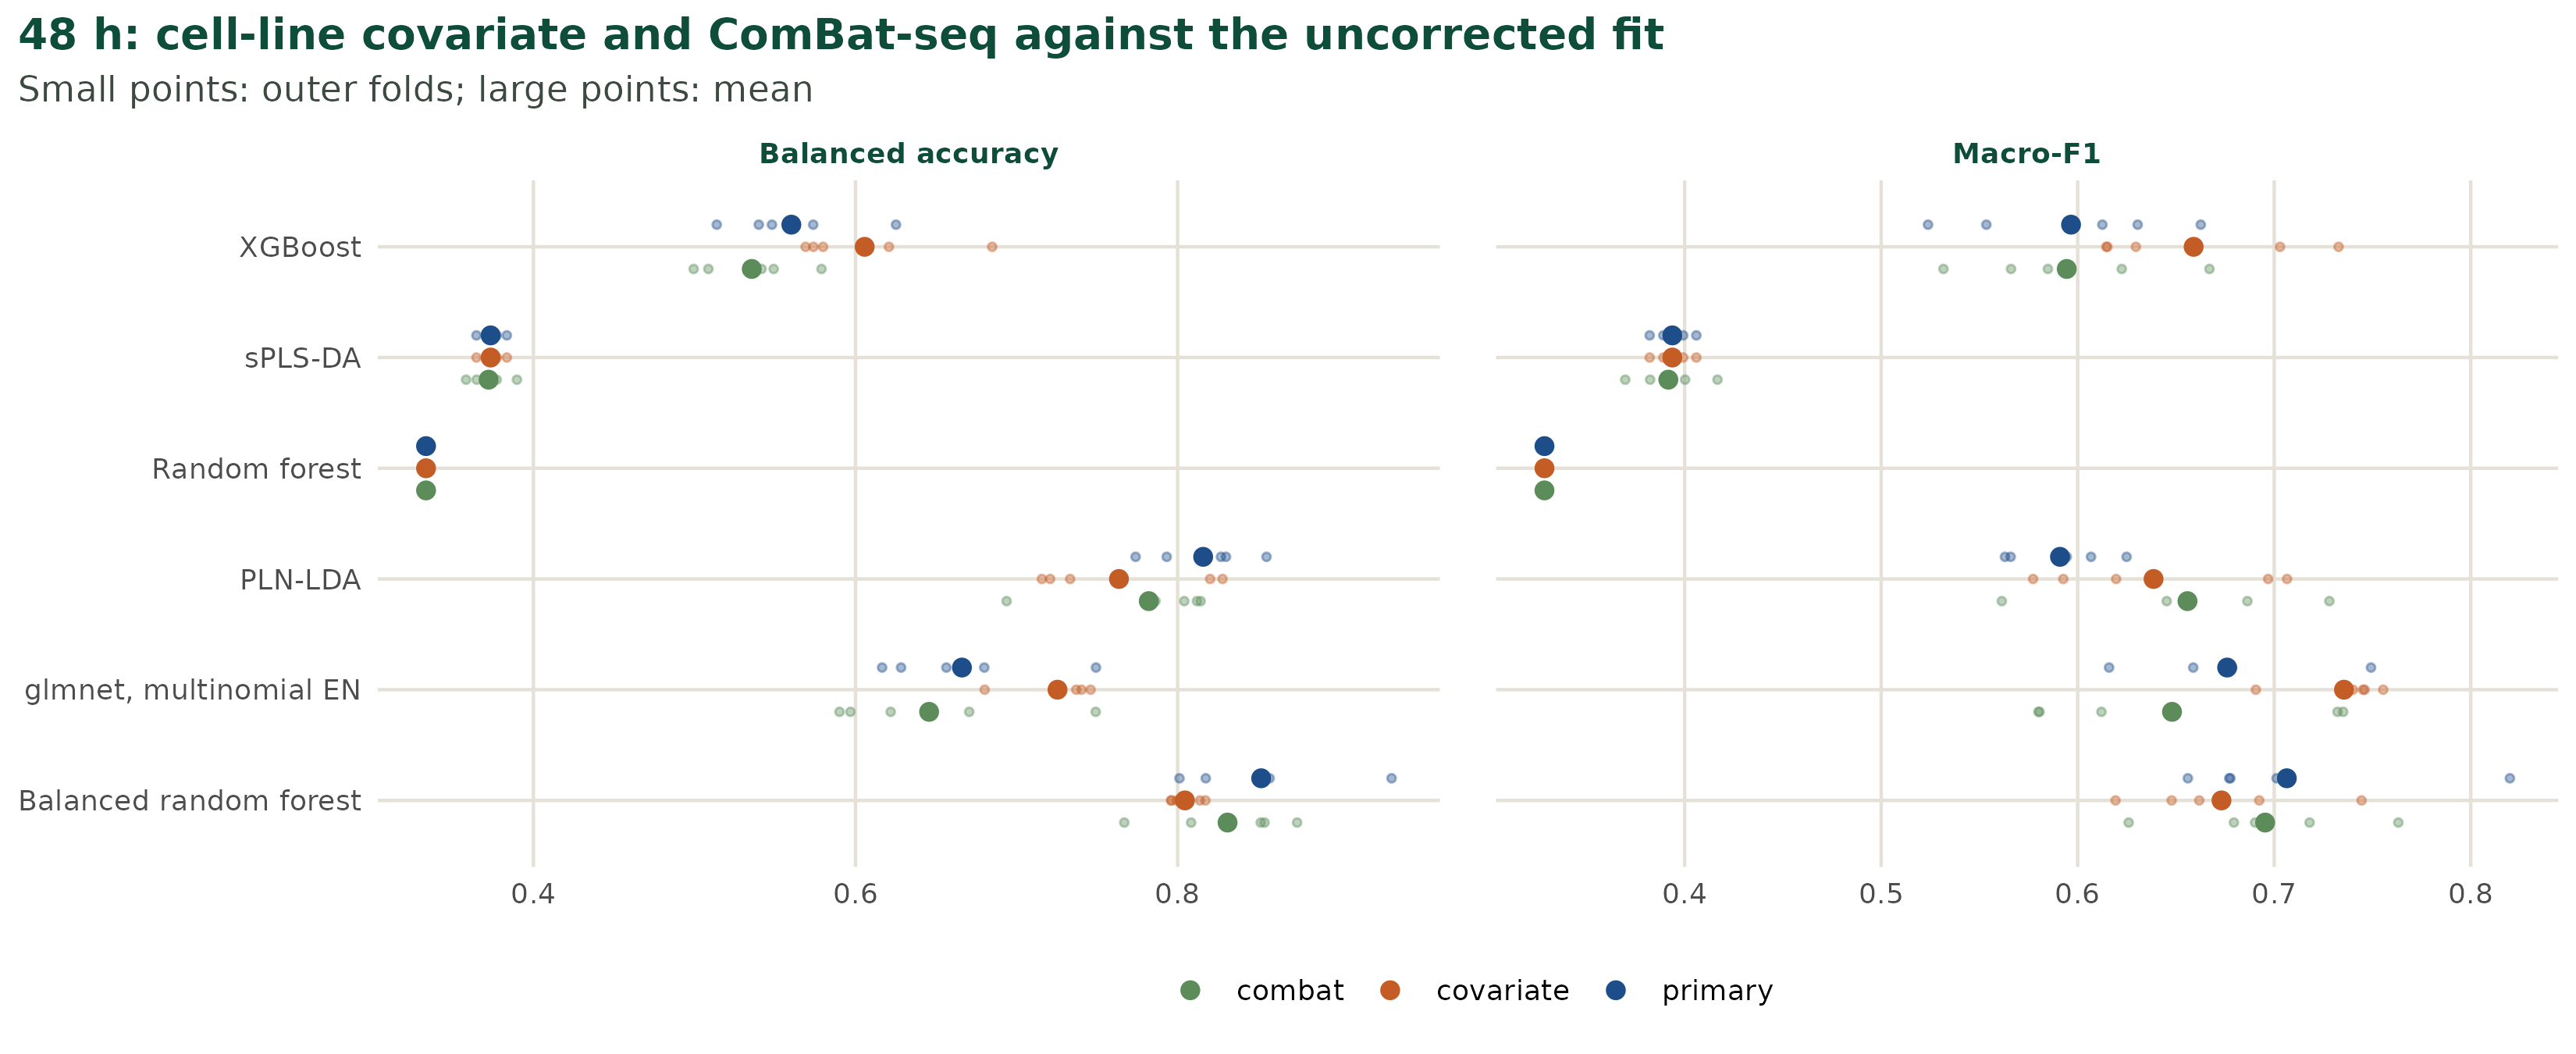 48 h: cell-line covariate and ComBat-seq against the uncorrected fit
Small points: outer folds; large points: mean
Balanced accuracy
Macro-F1
XGBoost
sPLS-DA
Random forest
PLN-LDA
glmnet, multinomial EN
Balanced random forest
0.4 0.6 0.8
0.4 0.5 0.6 0.7 0.8
combat covariate primary